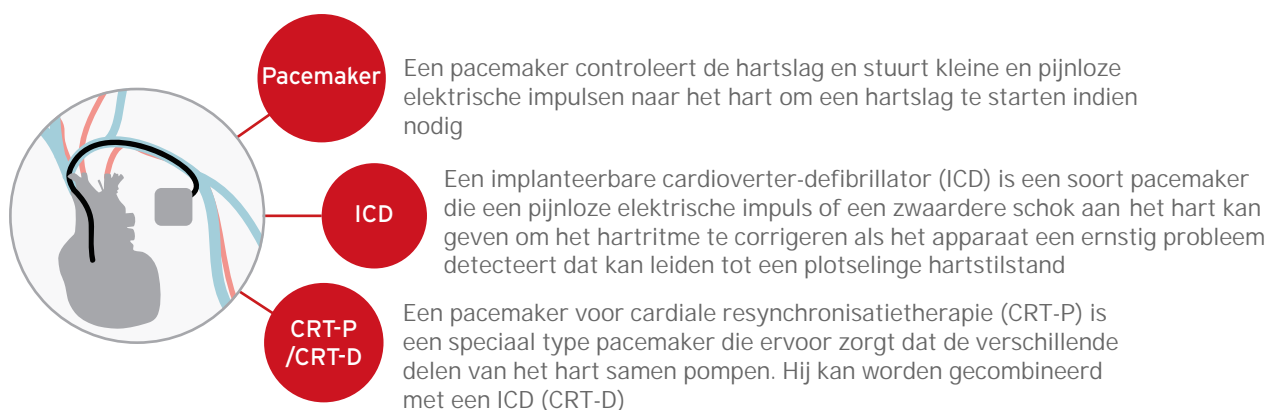 Pacemaker
Een pacemaker controleert de hartslag en stuurt kleine en pijnloze
elektrische impulsen naar het hart om een hartslag te starten indien
nodig
ICD
Een implanteerbare cardioverter-defibrillator (ICD) is een soort pacemaker
die een pijnloze elektrische impuls of een zwaardere schok aan het hart kan
geven om het hartritme te corrigeren als het apparaat een ernstig probleem
detecteert dat kan leiden tot een plotselinge hartstilstand
CRT-P
/CRT-D
Een pacemaker voor cardiale resynchronisatietherapie (CRT-P) is
een speciaal type pacemaker die ervoor zorgt dat de verschillende
delen van het hart samen pompen. Hij kan worden gecombineerd
met een ICD (CRT-D)